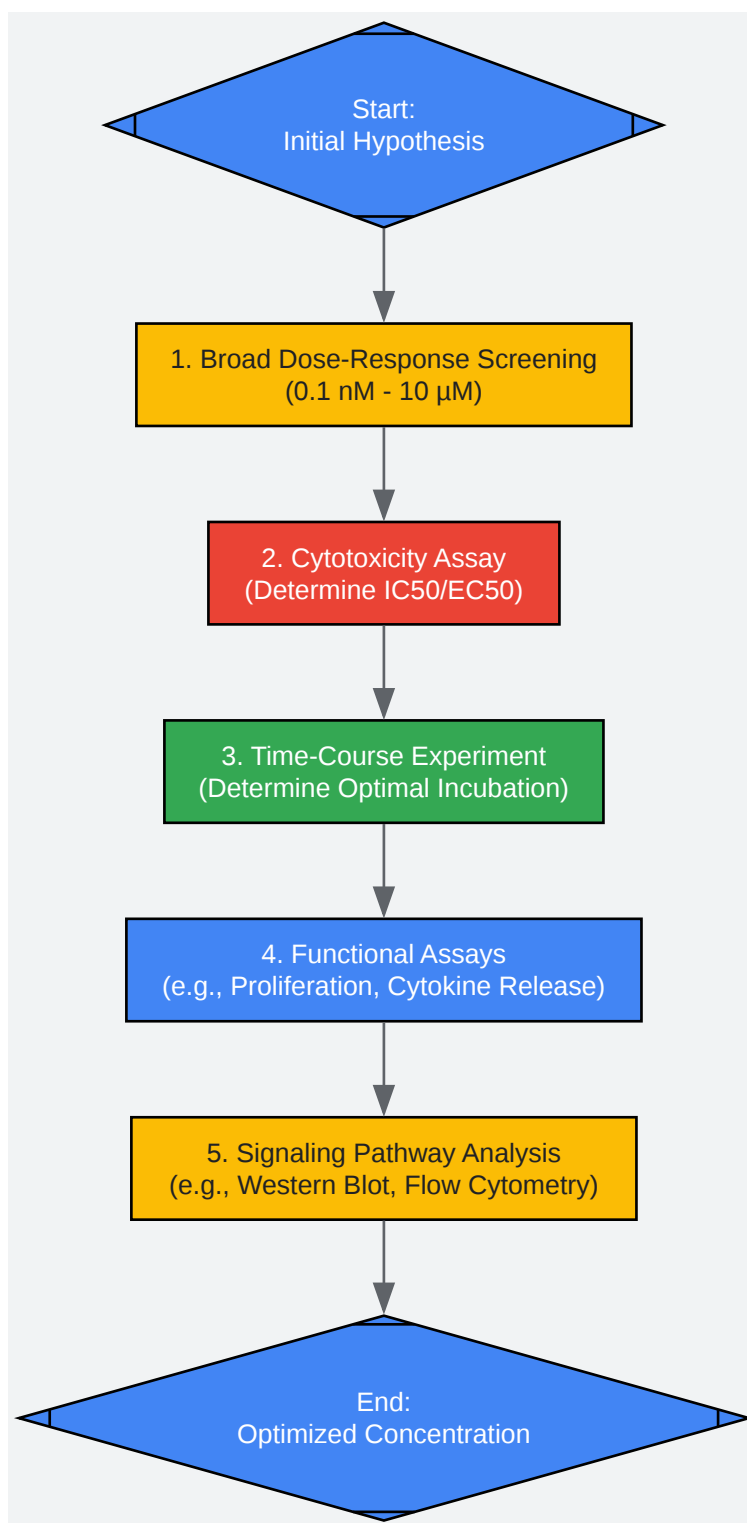 Start:
Initial Hypothesis
1. Broad Dose-Response Screening
(0.1 nM - 10 µM)
2. Cytotoxicity Assay
(Determine IC50/EC50)
3. Time-Course Experiment
(Determine Optimal Incubation)
4. Functional Assays
(e.g., Proliferation, Cytokine Release)
5. Signaling Pathway Analysis
(e.g., Western Blot, Flow Cytometry)
End:
Optimized Concentration